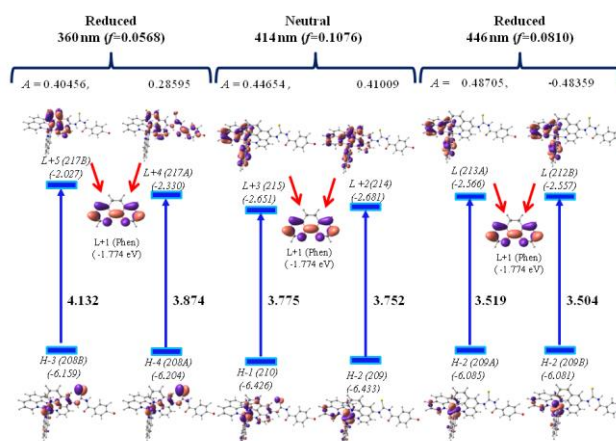 Reduced
360 nm (f=0.0568)
Neutral
414 nm (f=0.1076)
Reduced
446 nm (f=0.0810)
A = 0.40456, 0.28595
A = 0.44654, 0.41009
A = 0.48705, -0.48359
L+5 (217B)
(-2.027)
L+4 (217A)
(-2.330)
L+3 (215)
(-2.651)
L +2(214)
(-2.681)
L (213A)
(-2.566)
L (212B)
(-2.557)
L+1 (Phen)
(-1.774 eV)
L+1 (Phen)
(-1.774 eV)
L+1 (Phen)
(-1.774 eV)
4.132
3.874
3.775
3.752
3.519
3.504
H-3 (208B)
(-6.159)
H-4 (208A)
(-6.204)
H-1 (210)
(-6.426)
H-2 (209)
(-6.433)
H-2 (209A)
(-6.085)
H-2 (209B)
(-6.081)